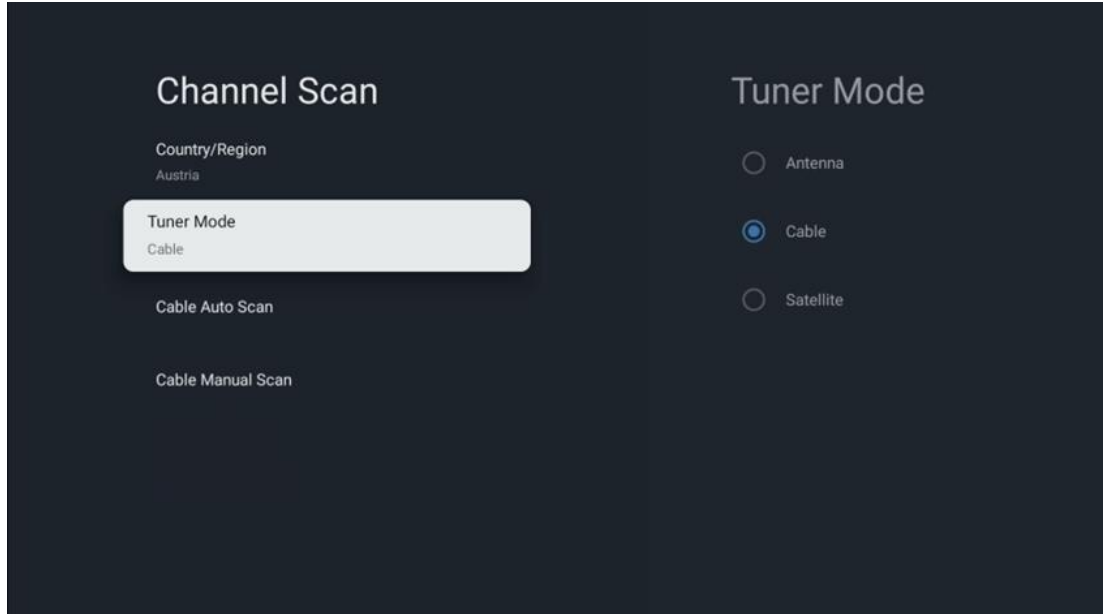 Channel Scan
Country/Region
Austria
Tuner Mode
Cable
Cable Auto Scan
Cable Manual Scan
Tuner Mode
Antenna
Cable
Satellite